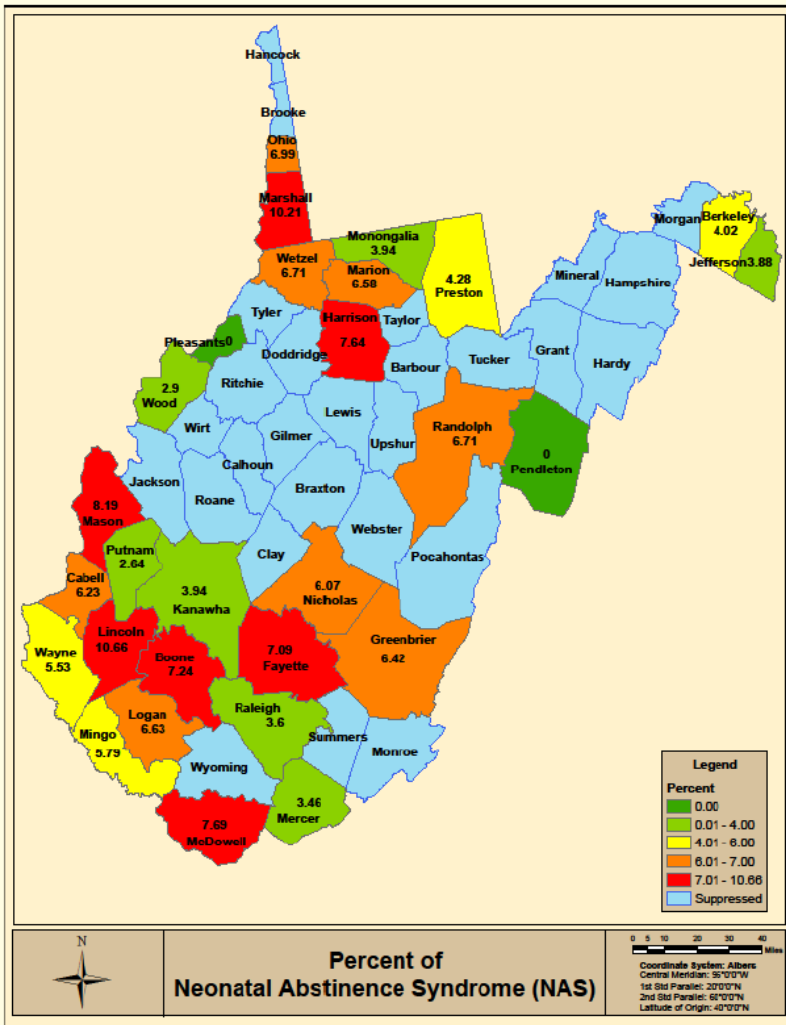 Hancock
Brooke
Ohio
6.99
Marshall
10.21
Morgan
Berkeley
4.02
Jefferson 3.88
Monongalia
3.94
Wetzel
6.71
Marion
6.58
4.28
Preston
Mineral
Hampshire
Tyler
Harrison
7.64
Taylor
Pleasants 0
Doddridge
Barbour
Tucker
Grant
Hardy
2.9
Wood
Ritchie
Wirt
Gilmer
Lewis
Upshur
Randolph
6.71
0
Pendleton
Jackson
Roane
Calhoun
Braxton
Webster
Pocahontas
8.19
Mason
Putnam
2.64
Clay
Cabell
6.23
3.94
Kanawha
6.07
Nicholas
Greenbrier
6.42
Wayne
5.53
Lincoln
10.66
Boone
7.24
7.09
Fayette
Logan
6.63
Mingo
5.79
Raleigh
3.6
Summers
Monroe
Wyoming
3.46
Mercer
7.69
McDowell
Legend
Percent
0.00
0.01 - 4.00
4.01 - 6.00
6.01 - 7.00
7.01 - 10.66
Suppressed
N
Percent of
Neonatal Abstinence Syndrome (NAS)
0 5 10 20 30 40
Miles
Coordinate System: Albers
Central Meridian: 96°0'0"W
1st Std Parallel: 20°0'0"N
2nd Std Parallel: 60°0'0"N
Latitude of Origin: 40°0'0"N